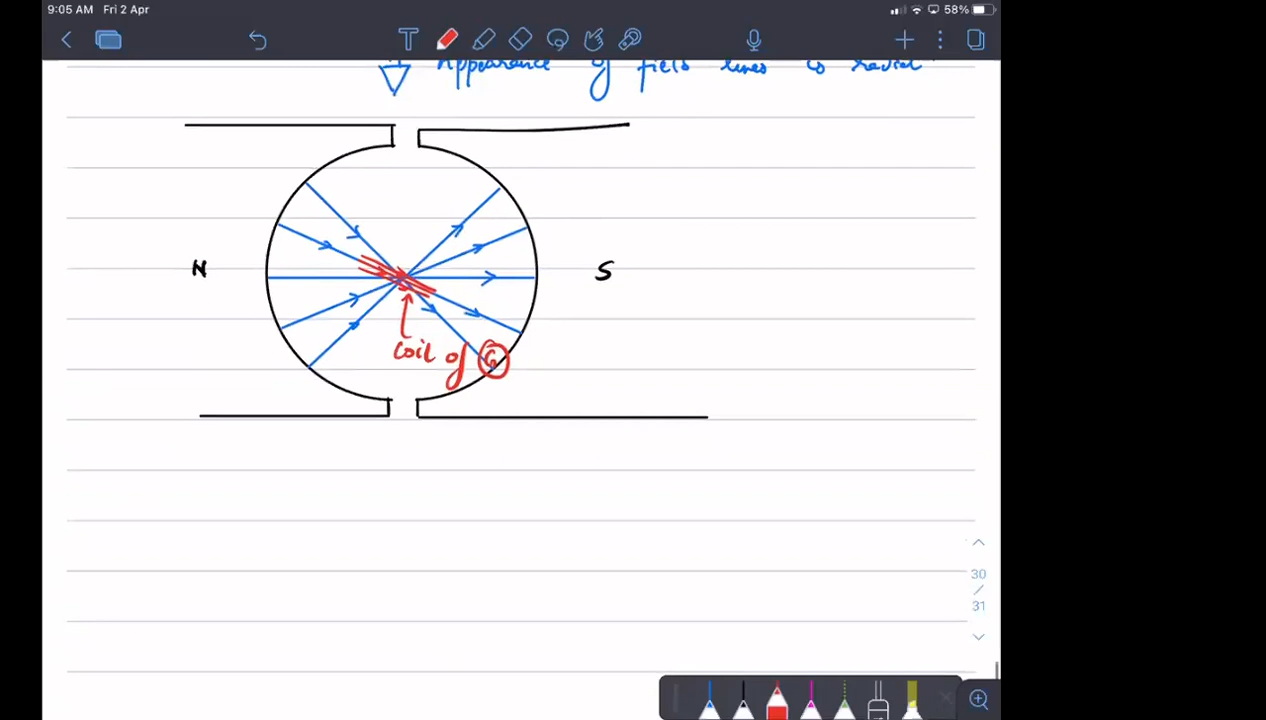 9:05 AM Fri 2 Apr
58%
T
Appearance of field lines is radial
N
S
coil of G
30
/
31